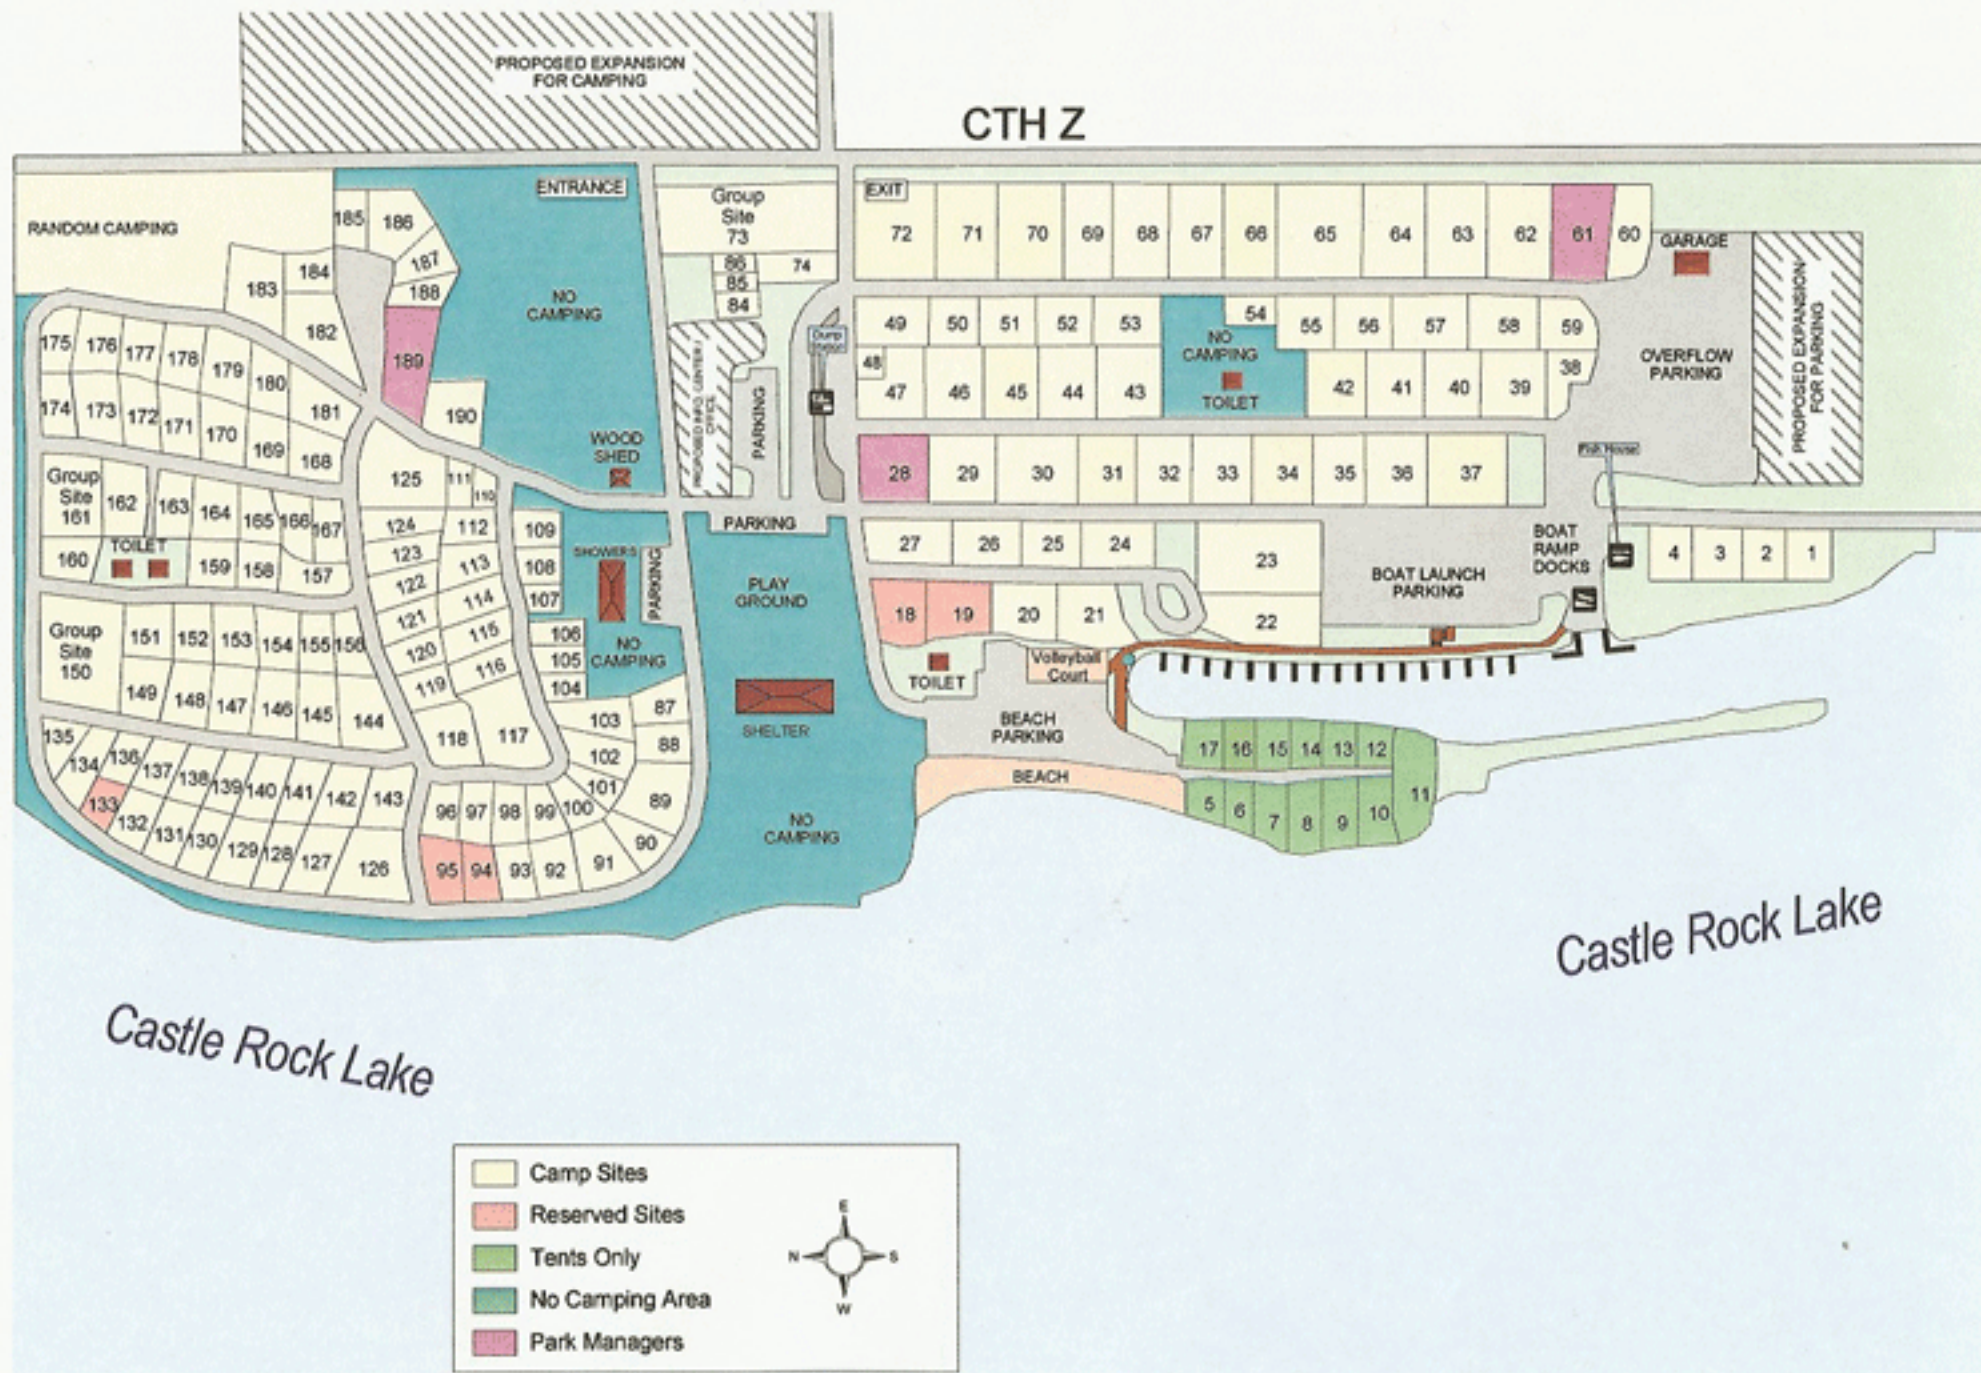 PROPOSED EXPANSION
FOR CAMPING
CTH Z
RANDOM CAMPING
185
186
187
188
184
183
182
189
190
ENTRANCE
NO
CAMPING
WOOD
SHED
Group
Site
73
86
85
84
74
PROPOSED INFO. CENTER /
OFFICE
PARKING
Dump
Station
EXIT
72
71
70
69
68
67
66
65
64
63
62
61
60
GARAGE
49
50
51
52
53
54
55
56
57
58
59
48
47
46
45
44
43
NO
CAMPING
TOILET
42
41
40
39
38
OVERFLOW
PARKING
PROPOSED EXPANSION
FOR PARKING
28
29
30
31
32
33
34
35
36
37
Fish House
175
176
177
178
179
180
181
174
173
172
171
170
169
168
Group
Site
161
162
163
164
165
166
167
160
TOILET
159
158
157
125
111
110
124
112
123
113
122
114
121
115
120
116
119
118
117
109
108
107
106
105
104
SHOWERS
PARKING
NO
CAMPING
PARKING
PLAY
GROUND
SHELTER
NO
CAMPING
27
26
25
24
23
22
18
19
20
21
TOILET
Volleyball
Court
BOAT LAUNCH
PARKING
BOAT
RAMP
DOCKS
4
3
2
1
Group
Site
150
151
152
153
154
155
156
149
148
147
146
145
144
135
134
136
137
138
139
140
141
142
143
133
132
131
130
129
128
127
126
103
87
102
88
101
89
96
97
98
99
100
90
95
94
93
92
91
BEACH
PARKING
BEACH
17
16
15
14
13
12
11
5
6
7
8
9
10
Castle Rock Lake
Castle Rock Lake
Camp Sites
Reserved Sites
Tents Only
No Camping Area
Park Managers
E
N
S
W